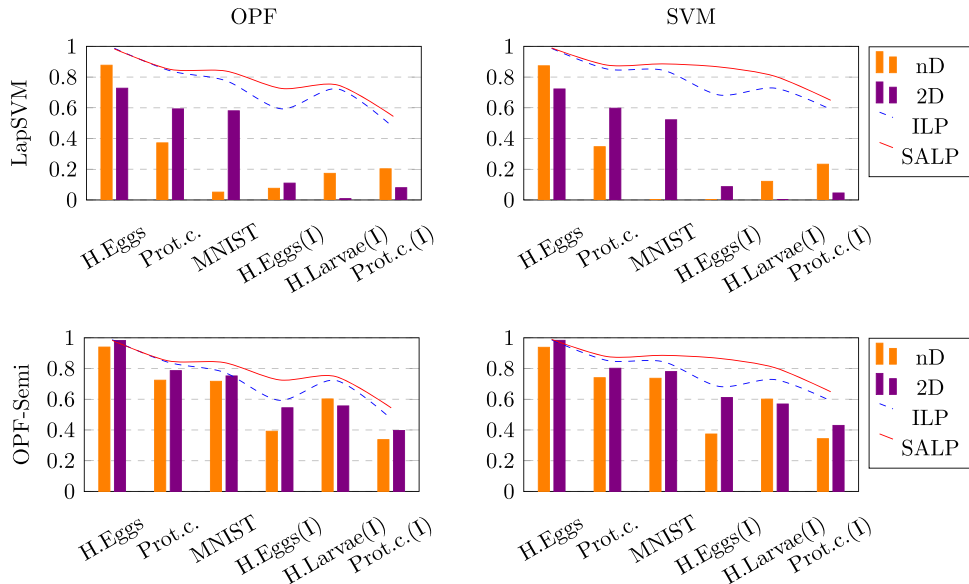 OPF
SVM
LapSVM
1
0.8
0.6
0.4
0.2
0
H.Eggs
Prot.c.
MNIST
H.Eggs(I)
H.Larvae(I)
Prot.c.(I)
1
0.8
0.6
0.4
0.2
0
H.Eggs
Prot.c.
MNIST
H.Eggs(I)
H.Larvae(I)
Prot.c.(I)
nD
2D
ILP
SALP
OPF-Semi
1
0.8
0.6
0.4
0.2
0
H.Eggs
Prot.c.
MNIST
H.Eggs(I)
H.Larvae(I)
Prot.c.(I)
1
0.8
0.6
0.4
0.2
0
H.Eggs
Prot.c.
MNIST
H.Eggs(I)
H.Larvae(I)
Prot.c.(I)
nD
2D
ILP
SALP